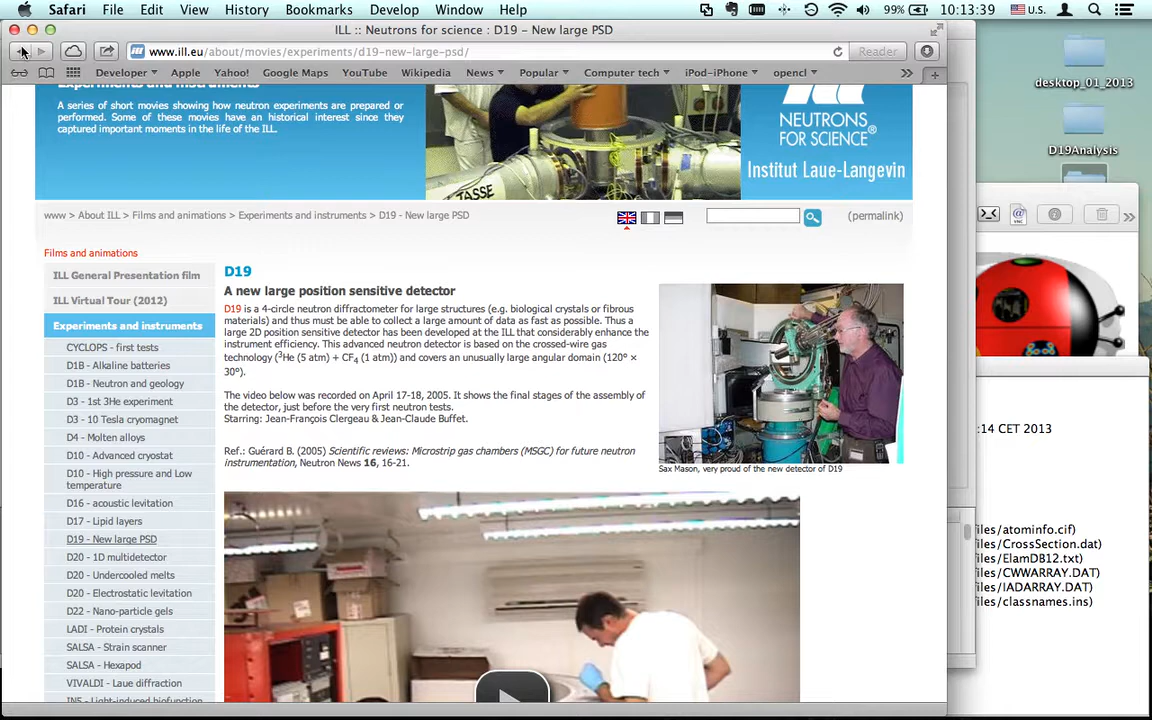 Safari File Edit View History Bookmarks Develop Window Help
99% 10:13:39 U.S.
ILL :: Neutrons for science : D19 - New large PSD
www.ill.eu/about/movies/experiments/d19-new-large-psd/
Reader
Developer Apple Yahoo! Google Maps YouTube Wikipedia News Popular Computer tech iPod-iPhone opencl
A series of short movies showing how neutron experiments are prepared or
performed. Some of these movies have an historical interest since they
captured important moments in the life of the ILL.
TASSE
NEUTRONS
FOR SCIENCE®
Institut Laue-Langevin
www > About ILL > Films and animations > Experiments and instruments > D19 - New large PSD
(permalink)
Films and animations
ILL General Presentation film
ILL Virtual Tour (2012)
Experiments and instruments
CYCLOPS - first tests
D1B - Alkaline batteries
D1B - Neutron and geology
D3 - 1st 3He experiment
D3 - 10 Tesla cryomagnet
D4 - Molten alloys
D10 - Advanced cryostat
D10 - High pressure and Low
temperature
D16 - acoustic levitation
D17 - Lipid layers
D19 - New large PSD
D20 - 1D multidetector
D20 - Undercooled melts
D20 - Electrostatic levitation
D22 - Nano-particle gels
LADI - Protein crystals
SALSA - Strain scanner
SALSA - Hexapod
VIVALDI - Laue diffraction
IN5 - Light-induced biofunction
D19
A new large position sensitive detector
D19 is a 4-circle neutron diffractometer for large structures (e.g. biological crystals or fibrous
materials) and thus must be able to collect a large amount of data as fast as possible. Thus a
large 2D position sensitive detector has been developed at the ILL that considerably enhance the
instrument efficiency. This advanced neutron detector is based on the crossed-wire gas
technology (³He (5 atm) + CF₄ (1 atm)) and covers an unusually large angular domain (120° ×
30°).
The video below was recorded on April 17-18, 2005. It shows the final stages of the assembly of
the detector, just before the very first neutron tests.
Starring: Jean-François Clergeau & Jean-Claude Buffet.
Ref.: Guérard B. (2005) Scientific reviews: Microstrip gas chambers (MSGC) for future neutron
instrumentation, Neutron News 16, 16-21.
Sax Mason, very proud of the new detector of D19
desktop_01_2013
D19Analysis
:14 CET 2013
files/atominfo.cif)
files/CrossSection.dat)
files/ElamDB12.txt)
files/CWWARRAY.DAT)
files/IADARRAY.DAT)
files/classnames.ins)